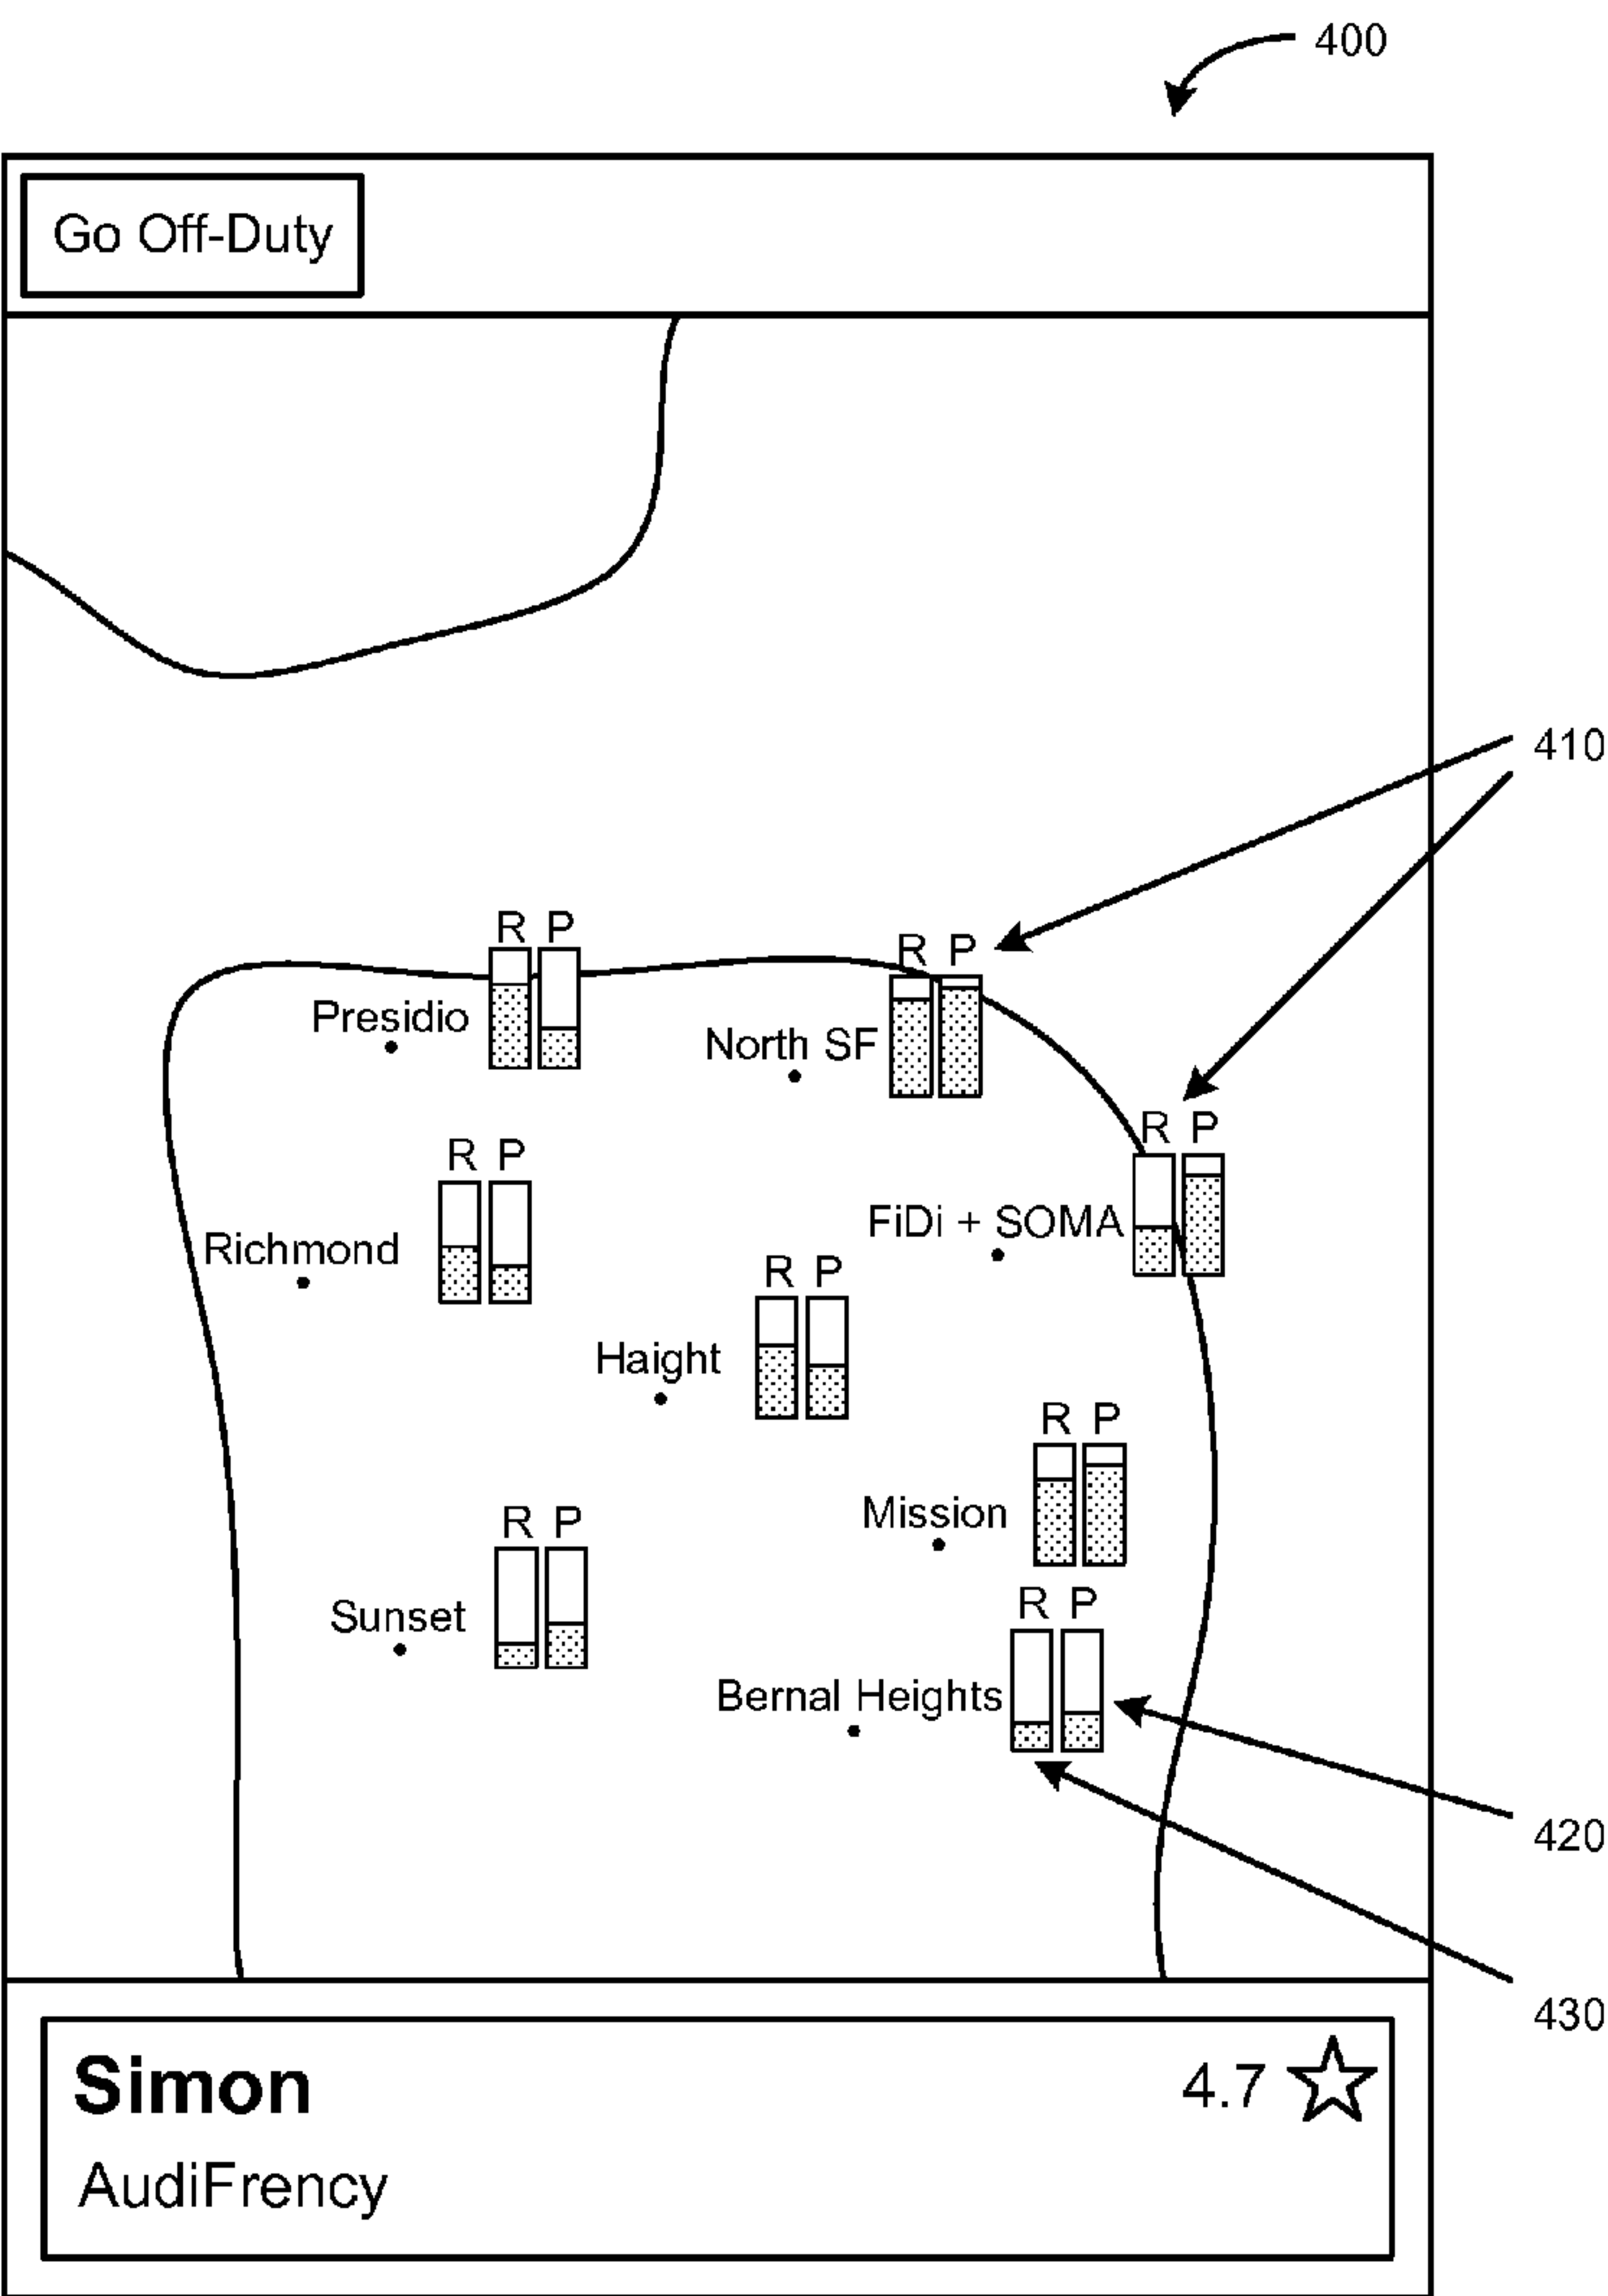 400
Go Off-Duty
410
R P
Presidio
R P
North SF
R P
FiDi + SOMA
R P
Richmond
R P
Haight
R P
Mission
R P
Sunset
R P
Bernal Heights
420
430
Simon
4.7
AudiFrency